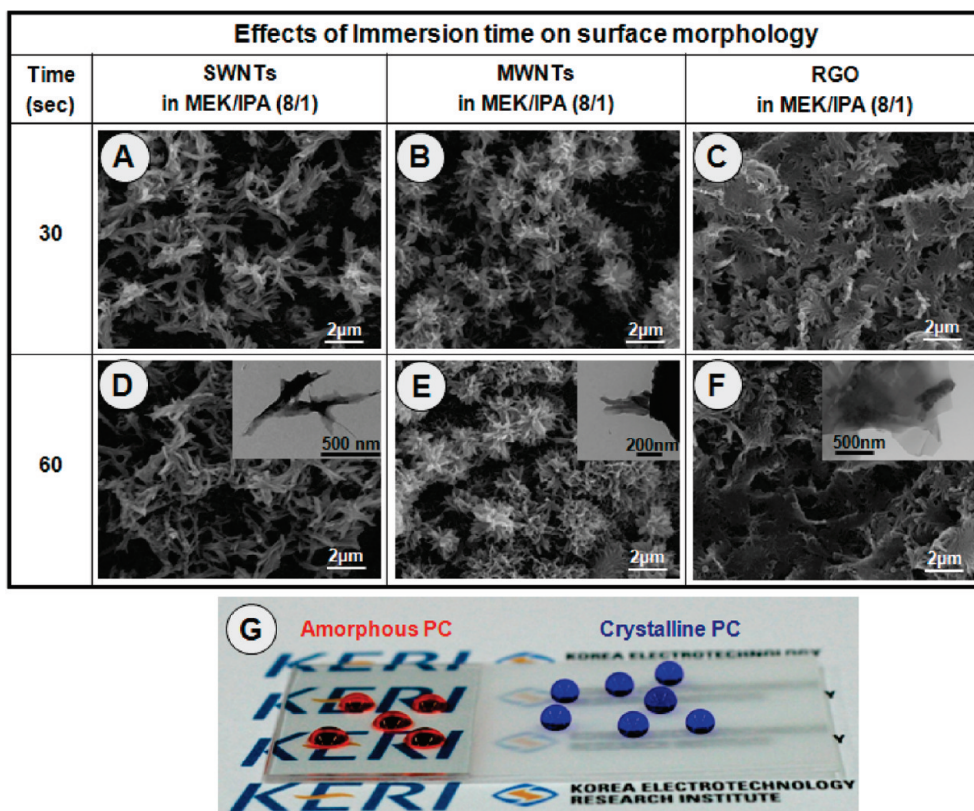 Effects of Immersion time on surface morphology
Time
(sec)
SWNTs
in MEK/IPA (8/1)
MWNTs
in MEK/IPA (8/1)
RGO
in MEK/IPA (8/1)
30
A
2μm
B
2μm
C
2μm
60
D
500 nm
2μm
E
200nm
2μm
F
500nm
2μm
G
Amorphous PC
Crystalline PC
KERI
KOREA ELECTROTECHNOLOGY
KERI
Y
KERI
Y
KERI
KOREA ELECTROTECHNOLOGY
RESEARCH INSTITUTE